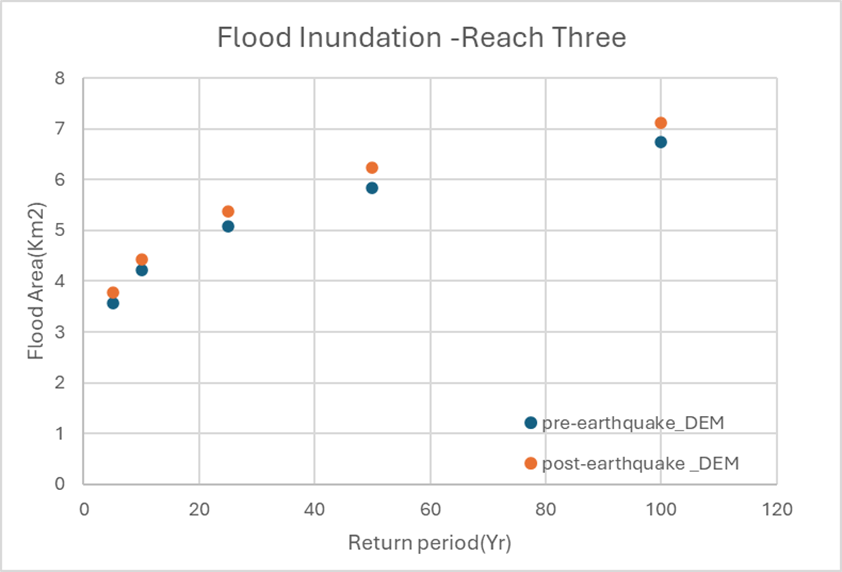 Flood Inundation -Reach Three
8
7
6
5
4
3
2
1
0
Flood Area(Km2)
pre-earthquake_DEM
post-earthquake _DEM
0 20 40 60 80 100 120
Return period(Yr)